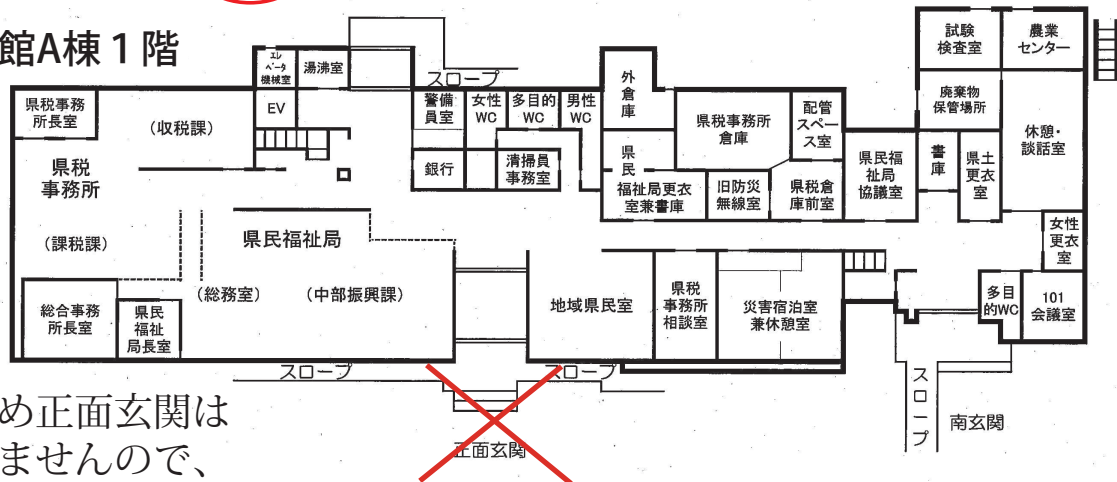 館A棟１階
エレベータ機械室
湯沸室
スロープ
EV
県税事務
所長室
（収税課）
県税
事務所
（課税課）
総合事務
所長室
県民
福祉
局長室
県民福祉局
（総務室）
（中部振興課）
警備
員室
女性
WC
多目的
WC
男性
WC
銀行
清掃員
事務室
外
倉
庫
県税事務所
倉庫
配管
スペー
ス室
県
民
福祉局更衣
室兼書庫
旧防災
無線室
県税倉
庫前室
県民福
祉局
協議室
書
庫
県土
更衣
室
試験
検査室
農業
センター
廃棄物
保管場所
休憩・
談話室
女性
更衣
室
地域県民室
県税
事務所
相談室
災害宿泊室
兼休憩室
多目
的WC
101
会議室
スロープ
スロープ
スロープ
南玄関
正面玄関
め正面玄関は
ませんので、